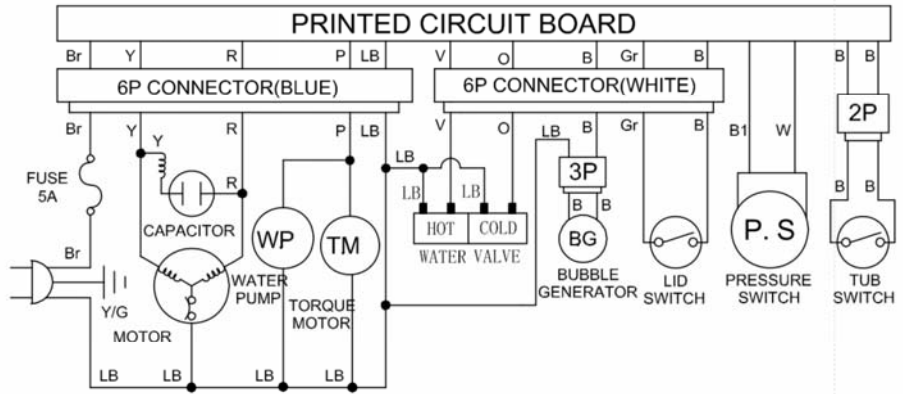 PRINTED CIRCUIT BOARD
Br Y R P LB V O B Gr B B B
6P CONNECTOR(BLUE) 6P CONNECTOR(WHITE)
2P
Br Y R P LB V O LB B Gr B B1 W
Y LB
3P
FUSE
5A
R LB LB B B B B
CAPACITOR
WP TM HOT COLD BG P. S
WATER VALVE
Br
WATER
PUMP
BUBBLE
GENERATOR
LID
SWITCH
PRESSURE
SWITCH
TUB
SWITCH
Y/G
TORQUE
MOTOR
MOTOR
LB LB LB LB